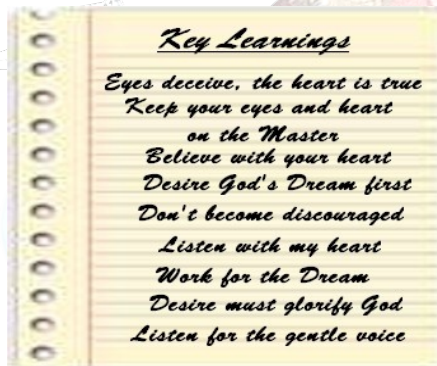 Key Learnings
Eyes deceive, the heart is true
Keep your eyes and heart
on the Master
Believe with your heart
Desire God's Dream first
Don't become discouraged
Listen with my heart
Work for the Dream
Desire must glorify God
Listen for the gentle voice